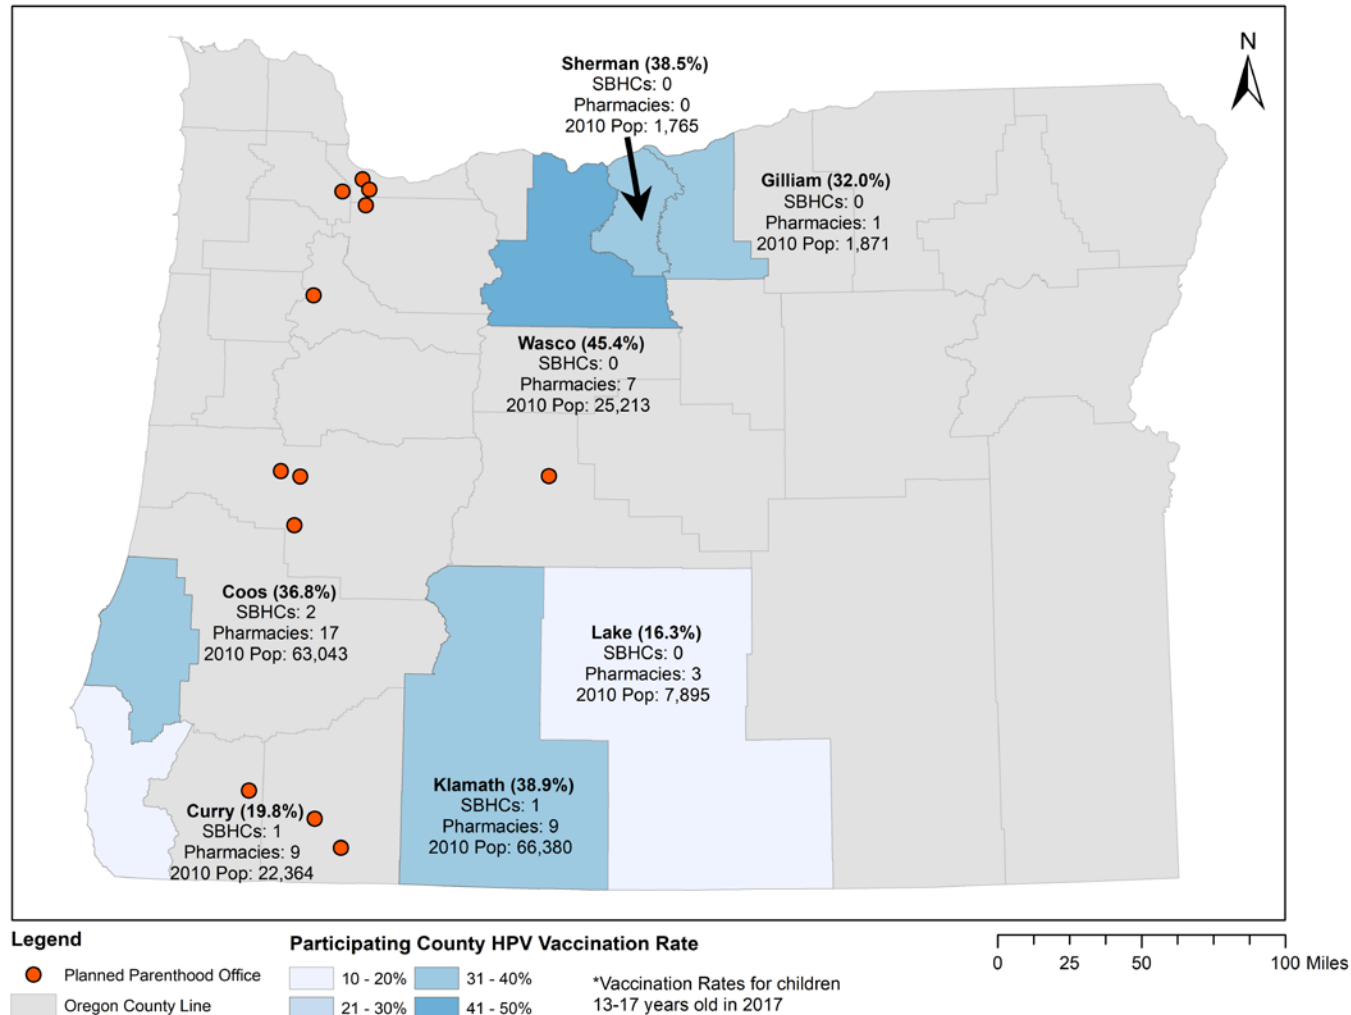 N
Sherman (38.5%)
SBHCs: 0
Pharmacies: 0
2010 Pop: 1,765
Gilliam (32.0%)
SBHCs: 0
Pharmacies: 1
2010 Pop: 1,871
Wasco (45.4%)
SBHCs: 0
Pharmacies: 7
2010 Pop: 25,213
Coos (36.8%)
SBHCs: 2
Pharmacies: 17
2010 Pop: 63,043
Lake (16.3%)
SBHCs: 0
Pharmacies: 3
2010 Pop: 7,895
Klamath (38.9%)
SBHCs: 1
Pharmacies: 9
2010 Pop: 66,380
Curry (19.8%)
SBHCs: 1
Pharmacies: 9
2010 Pop: 22,364
Legend
Planned Parenthood Office
Oregon County Line
Participating County HPV Vaccination Rate
10 - 20%
31 - 40%
21 - 30%
41 - 50%
*Vaccination Rates for children
13-17 years old in 2017
0 25 50 100 Miles